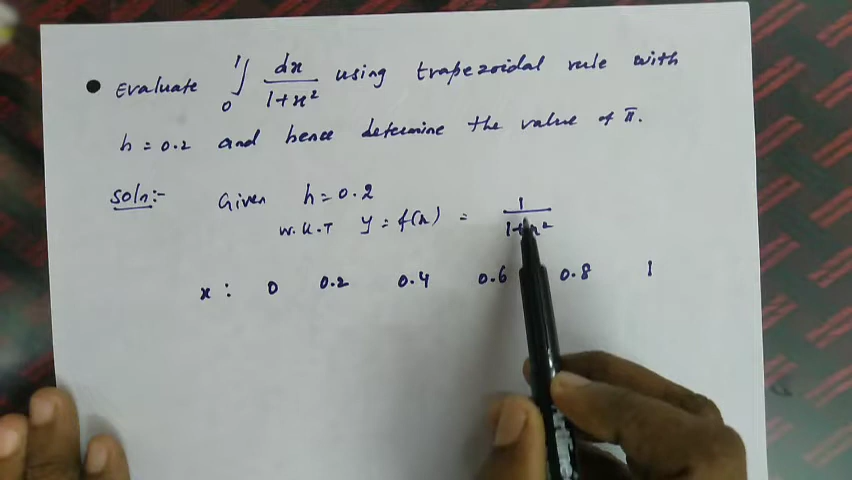 Evaluate ∫₀¹ dx/(1+x²) using trapezoidal rule with
h = 0.2 and hence determine the value of π.
Soln:- Given h = 0.2
W.K.T y = f(x) = 1/(1+x²)
x : 0 0.2 0.4 0.6 0.8 1